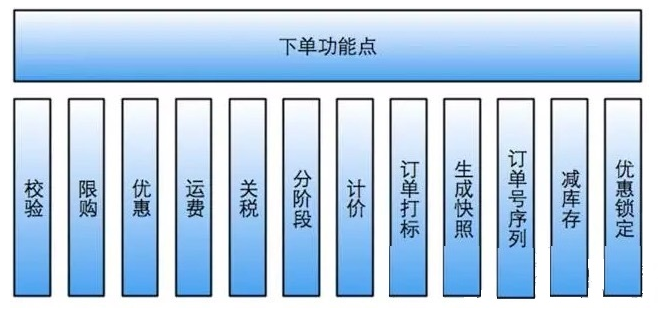 下单功能点
校验
限购
优惠
运费
关税
分阶段
计价
订单打标
生成快照
订单号序列
减库存
优惠锁定